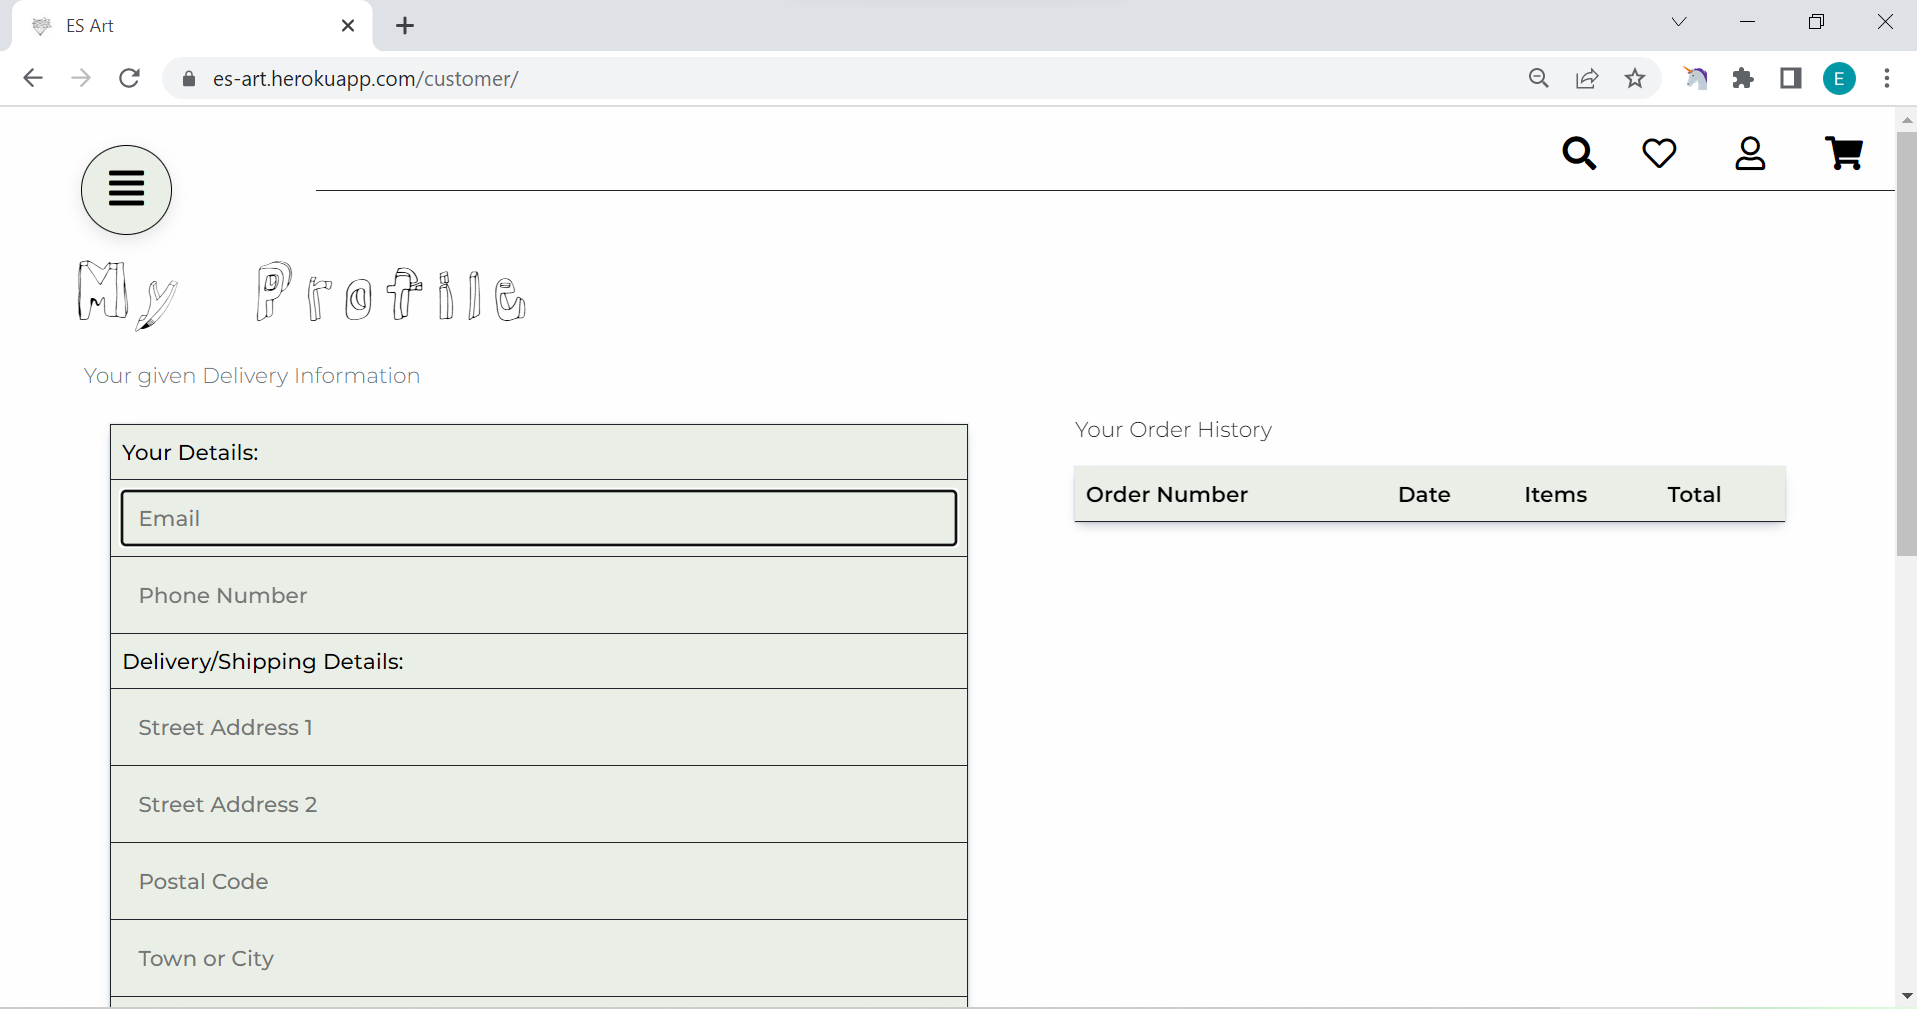 ES Art
es-art.herokuapp.com/customer/
E
My Profile
Your given Delivery Information
Your Details:
Email
Phone Number
Delivery/Shipping Details:
Street Address 1
Street Address 2
Postal Code
Town or City
Your Order History
Order Number Date Items Total